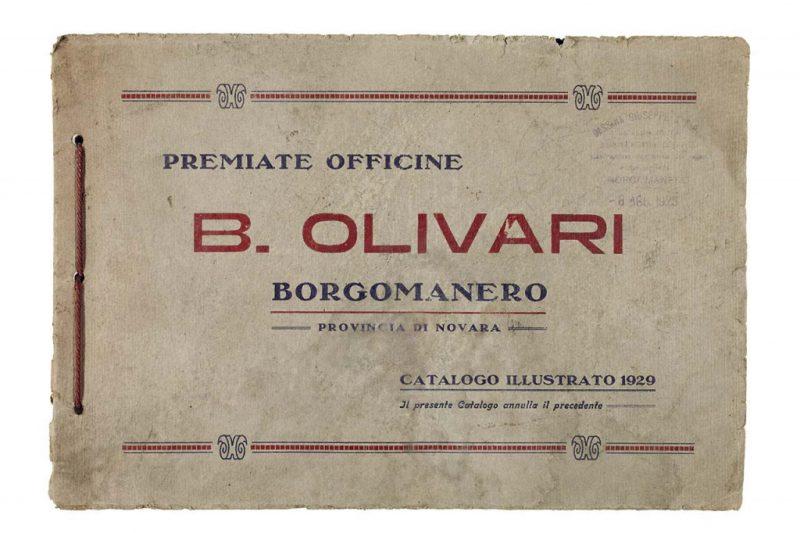 PREMIATE OFFICINE
B. OLIVARI
BORGOMANERO
PROVINCIA DI NOVARA
CATALOGO ILLUSTRATO 1929
Il presente Catalogo annulla il precedente